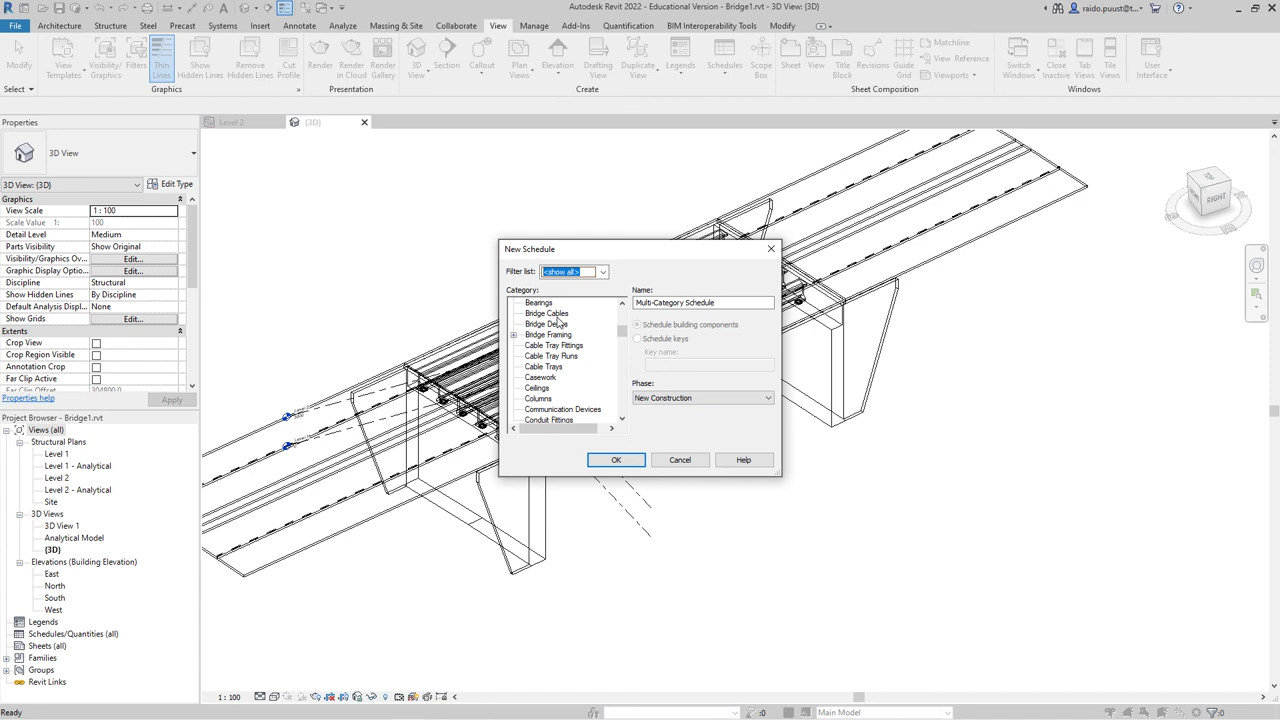 Autodesk Revit 2022 - Educational Version - Bridge1.rvt - 3D View: {3D}
raido.puust@t...
File Architecture Structure Steel Precast Systems Insert Annotate Analyze Massing & Site Collaborate View Manage Add-Ins Quantification BIM Interoperability Tools Modify
Modify
View Templates
Visibility/ Graphics
Filters
Thin Lines
Show Hidden Lines
Remove Hidden Lines
Cut Profile
Render
Render in Cloud
Render Gallery
3D View
Section
Callout
Plan Views
Elevation
Drafting View
Duplicate View
Legends
Schedules
Scope Box
Sheet
View
Title Block
Revisions
Guide Grid
Matchline
View Reference
Viewports
Switch Windows
Close Inactive
Tab Views
Tile Views
User Interface
Select
Graphics
Presentation
Create
Sheet Composition
Windows
Properties
Level 2
{3D}
3D View
3D View: {3D}
Edit Type
Graphics
View Scale 1 : 100
Scale Value 1: 100
Detail Level Medium
Parts Visibility Show Original
Visibility/Graphics Ov... Edit...
Graphic Display Optio... Edit...
Discipline Structural
Show Hidden Lines By Discipline
Default Analysis Displ... None
Show Grids Edit...
Extents
Crop View
Crop Region Visible
Annotation Crop
Far Clip Active
Far Clip Offset 304800.0
Properties help
Apply
Project Browser - Bridge1.rvt
Views (all)
Structural Plans
Level 1
Level 1 - Analytical
Level 2
Level 2 - Analytical
Site
3D Views
3D View 1
Analytical Model
{3D}
Elevations (Building Elevation)
East
North
South
West
Legends
Schedules/Quantities (all)
Sheets (all)
Families
Groups
Revit Links
New Schedule
Filter list: <show all>
Category:
Bearings
Bridge Cables
Bridge Decks
Bridge Framing
Cable Tray Fittings
Cable Tray Runs
Cable Trays
Casework
Ceilings
Columns
Communication Devices
Conduit Fittings
Name:
Multi-Category Schedule
Schedule building components
Schedule keys
Key name:
Phase:
New Construction
OK
Cancel
Help
RIGHT
1 : 100
Ready
:0
Main Model
:0